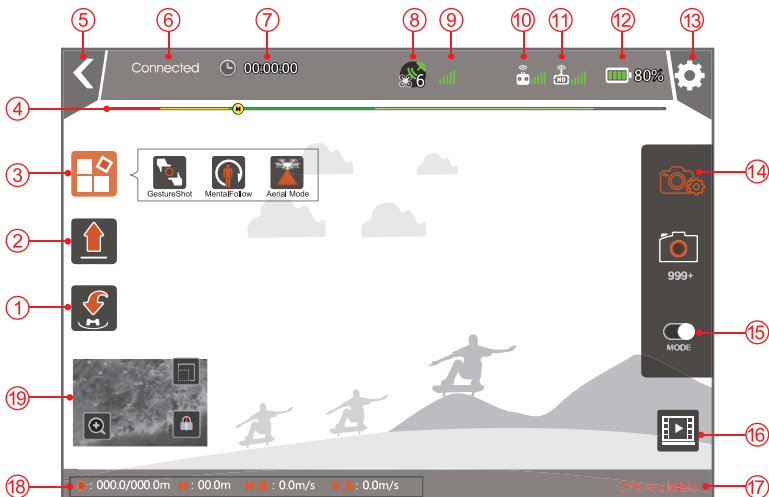 5 6 7 8 9 10 11 12 13
Connected 00:00:00 6 HD 80%
4 H
3 GestureShot MentalFollow Aerial Mode
14
2
999+
1
15
MODE
19
16
18 D : 000.0/000.0m H : 00.0m H.S : 0.0m/s V.S : 0.0m/s
17